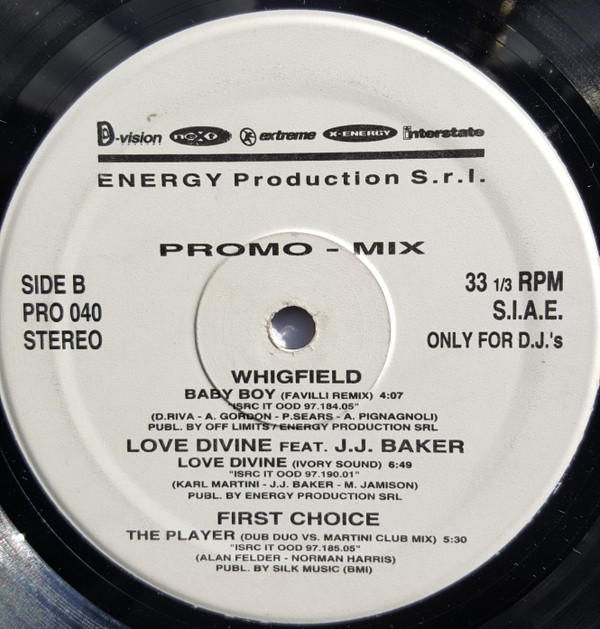 D-vision next extreme X-ENERGY interstate
ENERGY Production S.r.l.
PROMO - MIX
SIDE B
PRO 040
STEREO
33 1/3 RPM
S.I.A.E.
ONLY FOR D.J.'s
WHIGFIELD
BABY BOY (FAVILLI REMIX) 4:07
"ISRC IT OOD 97.184.05"
(D.RIVA - A. GORDON - P.SEARS - A. PIGNAGNOLI)
PUBL. BY OFF LIMITS / ENERGY PRODUCTION SRL
LOVE DIVINE FEAT. J.J. BAKER
LOVE DIVINE (IVORY SOUND) 6:49
"ISRC IT OOD 97.190.01"
(KARL MARTINI - J.J. BAKER - M. JAMISON)
PUBL. BY ENERGY PRODUCTION SRL
FIRST CHOICE
THE PLAYER (DUB DUO VS. MARTINI CLUB MIX) 5:30
"ISRC IT OOD 97.185.05"
(ALAN FELDER - NORMAN HARRIS)
PUBL. BY SILK MUSIC (BMI)